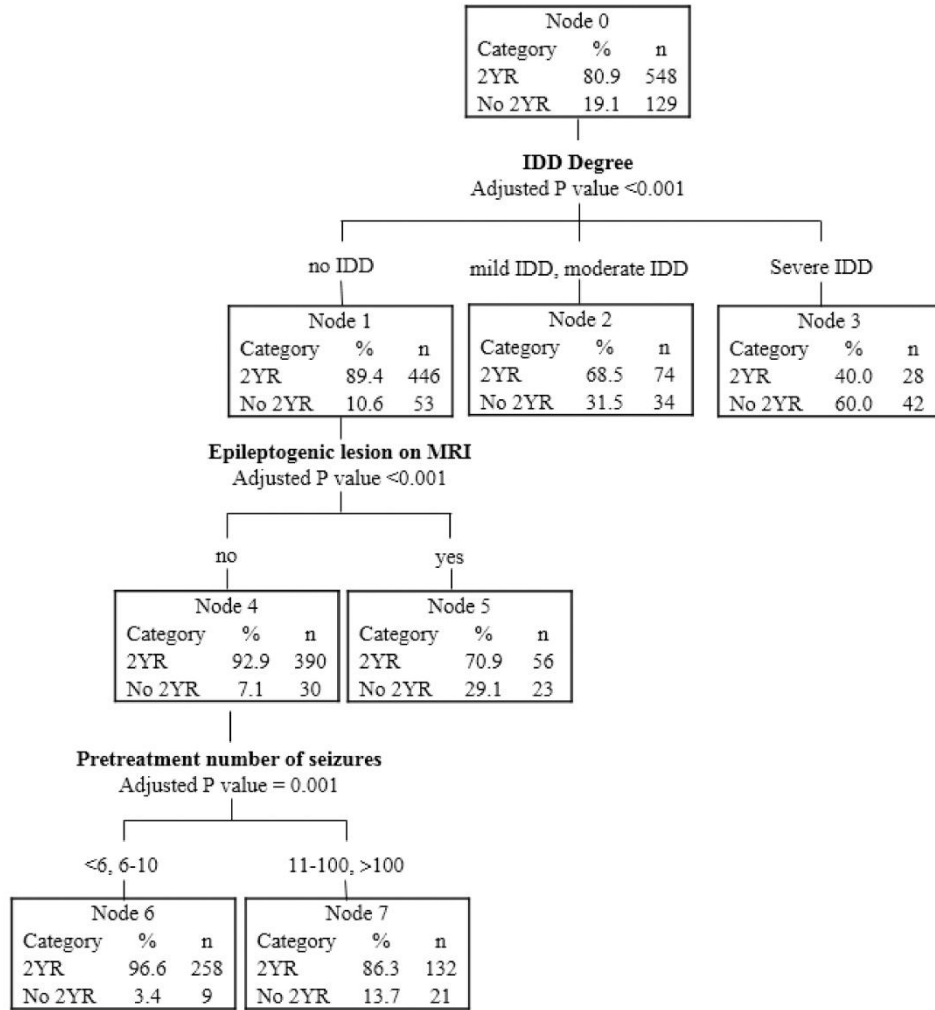 Node 0
Category % n
2YR 80.9 548
No 2YR 19.1 129
IDD Degree
Adjusted P value <0.001
no IDD
mild IDD, moderate IDD
Severe IDD
Node 1
Category % n
2YR 89.4 446
No 2YR 10.6 53
Node 2
Category % n
2YR 68.5 74
No 2YR 31.5 34
Node 3
Category % n
2YR 40.0 28
No 2YR 60.0 42
Epileptogenic lesion on MRI
Adjusted P value <0.001
no
yes
Node 4
Category % n
2YR 92.9 390
No 2YR 7.1 30
Node 5
Category % n
2YR 70.9 56
No 2YR 29.1 23
Pretreatment number of seizures
Adjusted P value = 0.001
<6, 6-10
11-100, >100
Node 6
Category % n
2YR 96.6 258
No 2YR 3.4 9
Node 7
Category % n
2YR 86.3 132
No 2YR 13.7 21